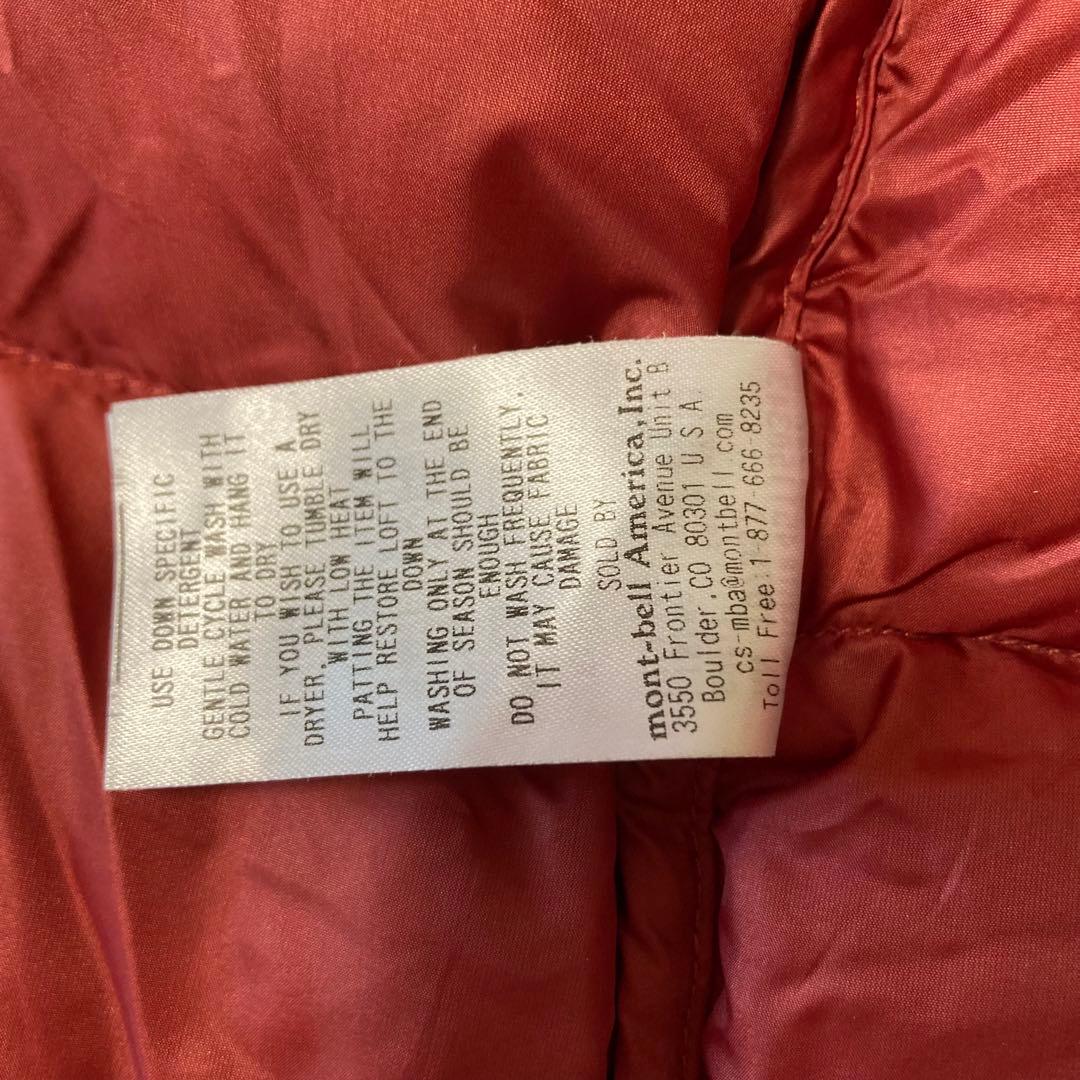 USE DOWN SPECIFIC
DETERGENT
GENTLE CYCLE WASH WITH
COLD WATER AND HANG IT
TO DRY
IF YOU WISH TO USE A
DRYER, PLEASE TUMBLE DRY
WITH LOW HEAT
PATTING THE ITEM WILL
HELP RESTORE LOFT TO THE
DOWN
WASHING ONLY AT THE END
OF SEASON SHOULD BE
ENOUGH
DO NOT WASH FREQUENTLY,
IT MAY CAUSE FABRIC
DAMAGE
SOLD BY
mont-bell America,Inc.
3550 Frontier Avenue Unit B
Boulder,CO 80301 U S A
cs-mba@montbell com
Toll Free:1-877-666-8235